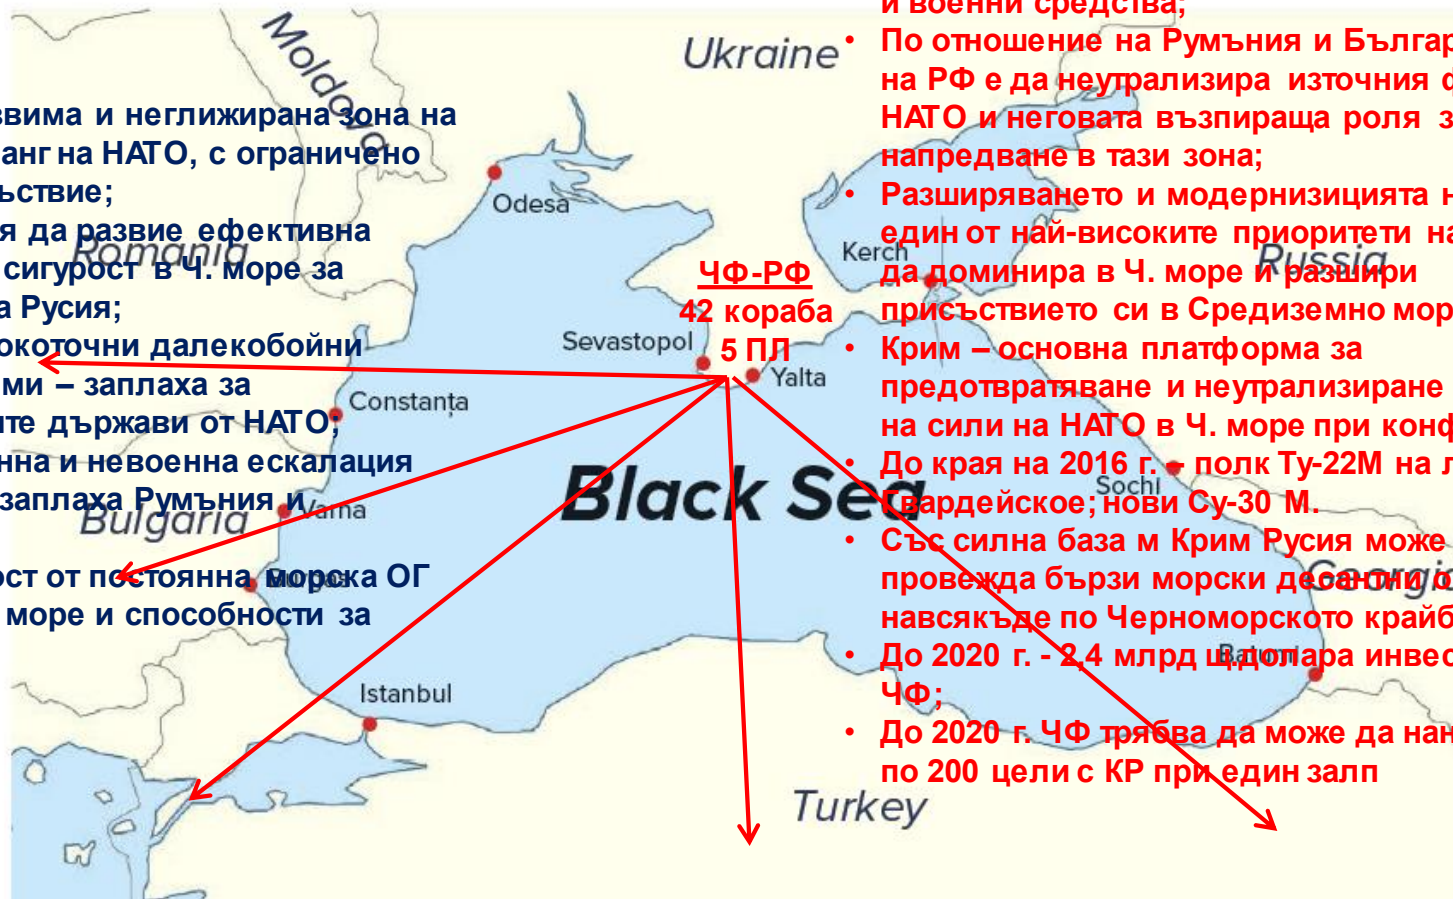 и военни средства;
• По отношение на Румъния и Българ
на РФ е да неутрализира източния ф
НАТО и неговата възпираща роля з
напредване в тази зона;
• Разширяването и модернизицията н
един от най-високите приоритети на
да доминира в Ч. море и разшири
присъствието си в Средиземно мор
• Крим – основна платформа за
предотвратяване и неутрализиране
на сили на НАТО в Ч. море при конф
• До края на 2016 г. – полк Ту-22М на л
Гвардейское; нови Су-30 М.
• Със силна база м Крим Русия може
провежда бързи морски десантни о
навсякъде по Черноморското крайб
• До 2020 г. - 2,4 млрд щ.долара инвес
ЧФ;
• До 2020 г. ЧФ трябва да може да нан
по 200 цели с КР при един залп
звима и неглижирана зона на
анг на НАТО, с ограничено
ъствие;
я да развие ефективна
сигурост в Ч. море за
а Русия;
окоточни далекобойни
ми – заплаха за
ите държави от НАТО;
нна и невоенна ескалация
заплаха Румъния и
ост от постоянна морска ОГ
море и способности за
ЧФ-РФ
42 кораба
5 ПЛ
Moldova
Ukraine
Odesa
Romania
Kerch
Russia
Sevastopol
Yalta
Constanța
Black Sea
Sochi
Bulgaria
Varna
Burgas
Georgia
Batumi
Istanbul
Turkey